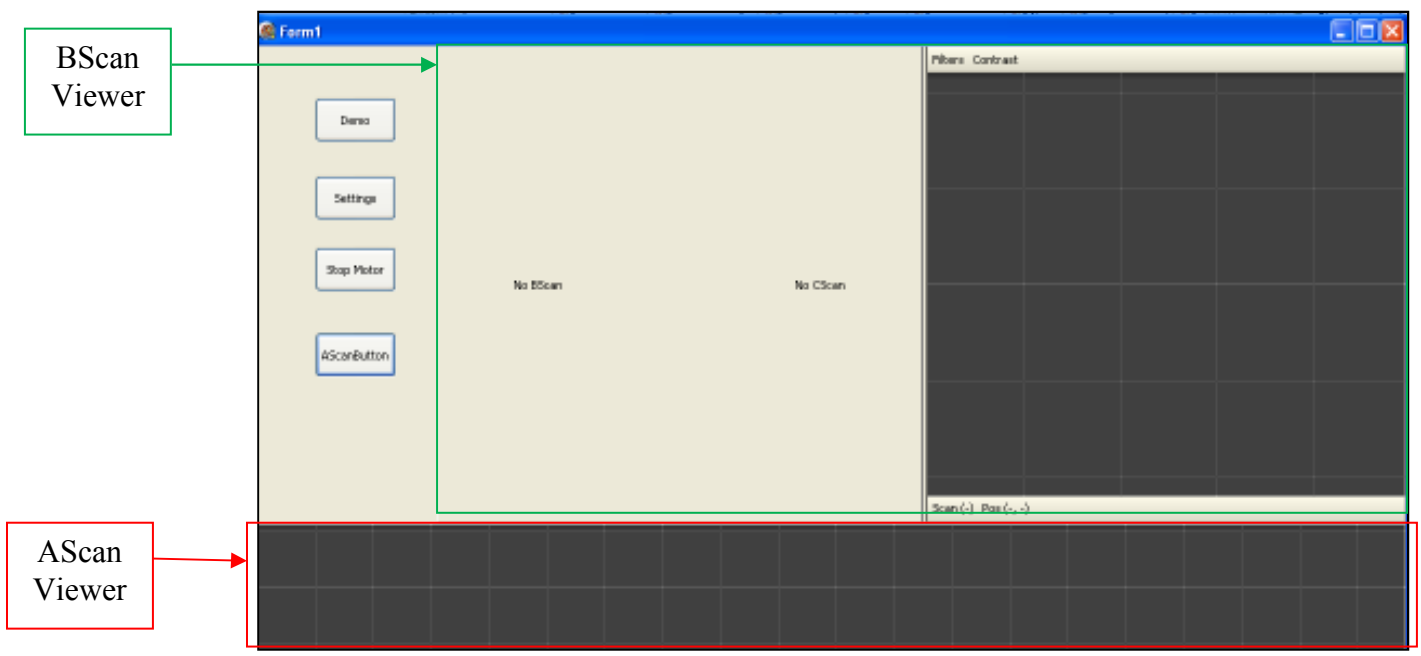 BScan
Viewer
Form1
Filters Contrast
Demo
Settings
Stop Motor
No BScan
No CScan
AScanButton
Scan (-) Pos (-, -)
AScan
Viewer